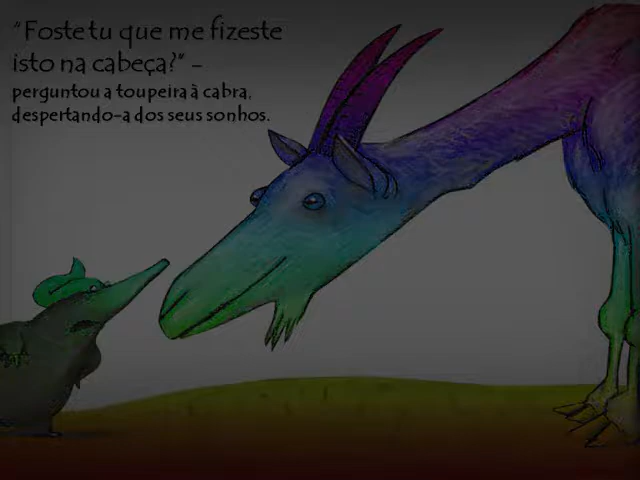 "Foste tu que me fizeste
isto na cabeça?" –
perguntou a toupeira à cabra,
despertando-a dos seus sonhos.